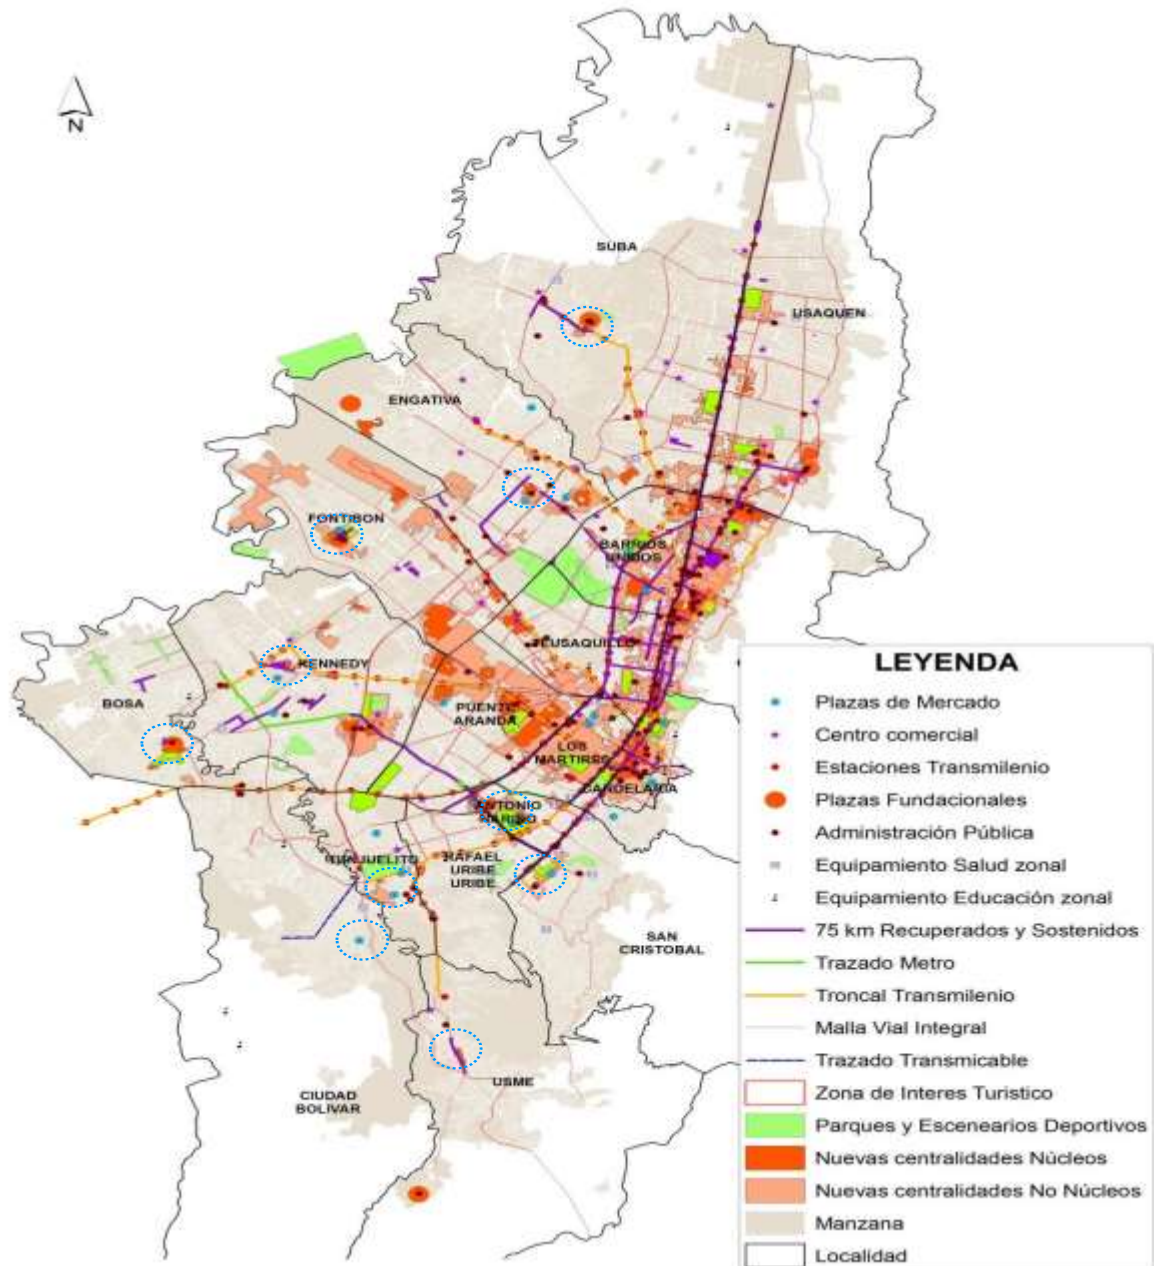 N
SUBA
USAQUEN
ENGATIVA
FONTIBON
BARRIOS
UNIDOS
TEUSAQUILLO
KENNEDY
BOSA
PUENTE
ARANDA
LOS
MARTIRES
CANDELARIA
ANTONIO
NARIÑO
TUNJUELITO
RAFAEL
URIBE
URIBE
SAN
CRISTOBAL
USME
CIUDAD
BOLIVAR
LEYENDA
Plazas de Mercado
Centro comercial
Estaciones Transmilenio
Plazas Fundacionales
Administración Pública
Equipamiento Salud zonal
Equipamiento Educación zonal
75 km Recuperados y Sostenidos
Trazado Metro
Troncal Transmilenio
Malla Vial Integral
Trazado Transmicable
Zona de Interes Turistico
Parques y Escenearios Deportivos
Nuevas centralidades Núcleos
Nuevas centralidades No Núcleos
Manzana
Localidad